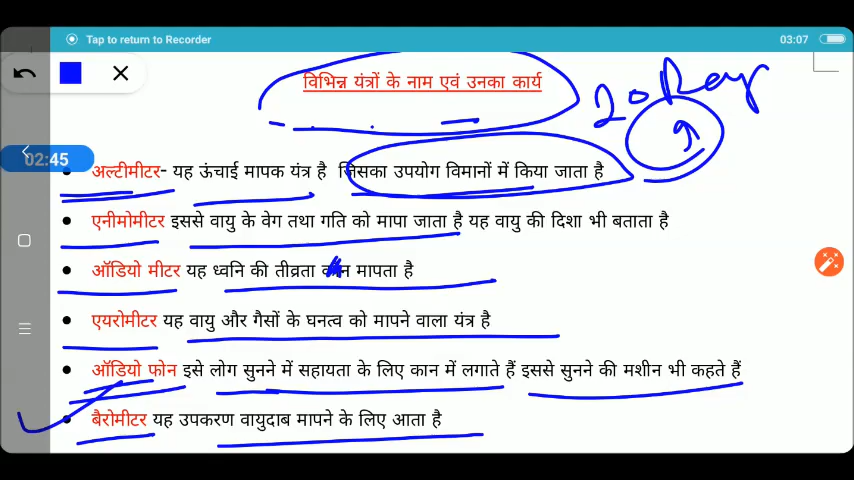 Tap to return to Recorder
03:07
विभिन्न यंत्रों के नाम एवं उनका कार्य
20
02:45
अल्टीमीटर- यह ऊंचाई मापक यंत्र है जिसका उपयोग विमानों में किया जाता है
एनीमोमीटर इससे वायु के वेग तथा गति को मापा जाता है यह वायु की दिशा भी बताता है
ऑडियो मीटर यह ध्वनि की तीव्रता मापता है
एयरोमीटर यह वायु और गैसों के घनत्व को मापने वाला यंत्र है
ऑडियो फोन इसे लोग सुनने में सहायता के लिए कान में लगाते हैं इससे सुनने की मशीन भी कहते हैं
बैरोमीटर यह उपकरण वायुदाब मापने के लिए आता है